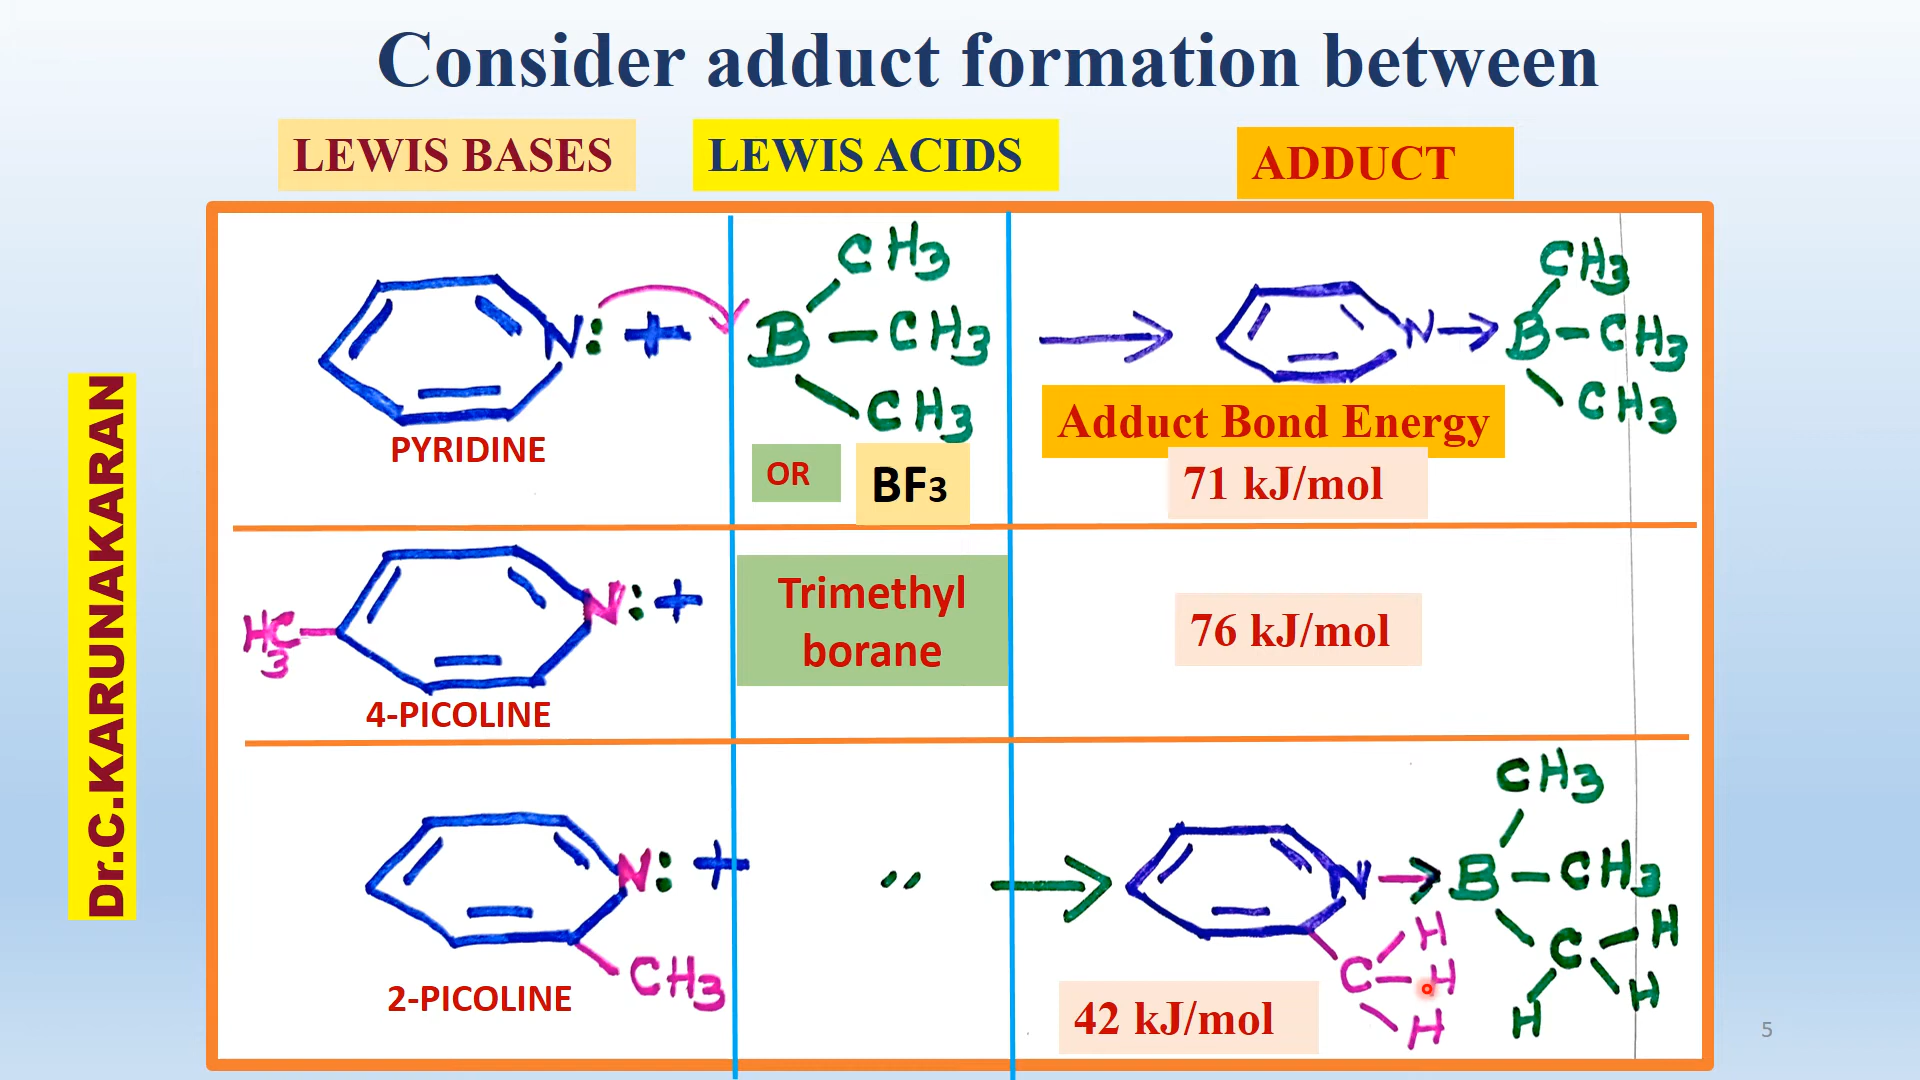 Consider adduct formation between
LEWIS BASES
LEWIS ACIDS
ADDUCT
Dr.C.KARUNAKARAN
N: +
CH3
B - CH3
CH3
N → B - CH3
CH3
CH3
PYRIDINE
OR
BF3
Adduct Bond Energy
71 kJ/mol
H3C
N: +
Trimethyl
borane
76 kJ/mol
4-PICOLINE
N: +
CH3
2-PICOLINE
〃
CH3
N → B - CH3
C - H
H
H
C - H
H
H
42 kJ/mol
5